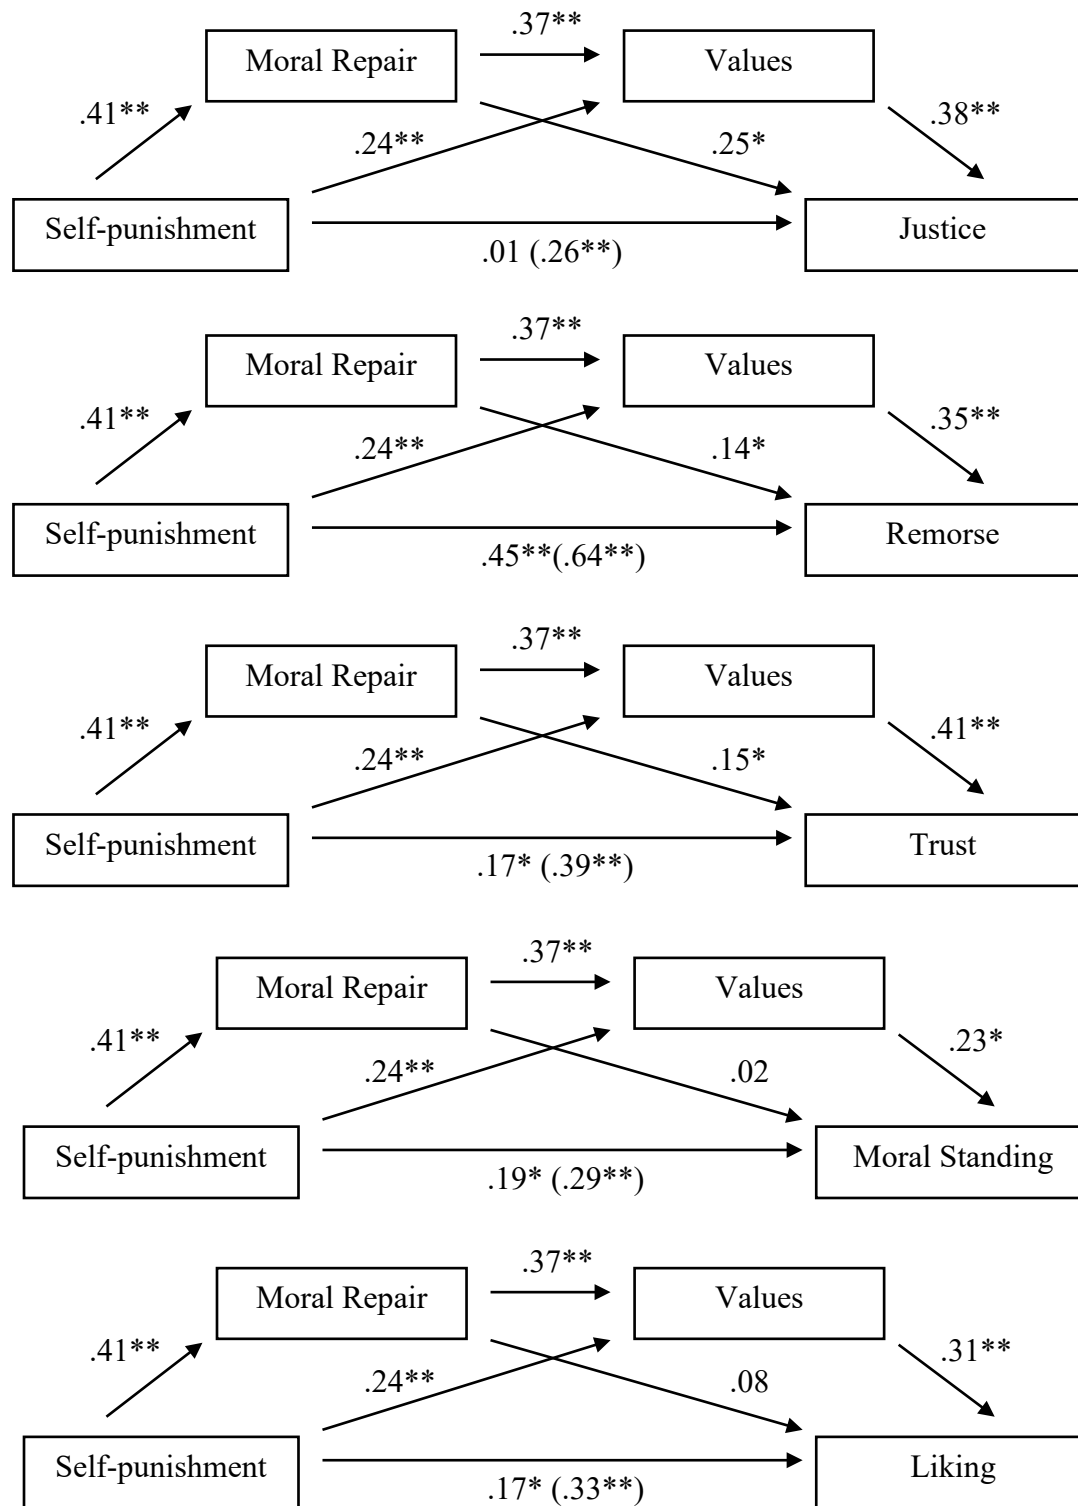 .37**
Moral Repair
Values
.41**
.24**
.25*
.38**
Self-punishment
Justice
.01 (.26**)
.37**
Moral Repair
Values
.41**
.24**
.14*
.35**
Self-punishment
Remorse
.45**(.64**)
.37**
Moral Repair
Values
.41**
.24**
.15*
.41**
Self-punishment
Trust
.17* (.39**)
.37**
Moral Repair
Values
.41**
.24**
.02
.23*
Self-punishment
Moral Standing
.19* (.29**)
.37**
Moral Repair
Values
.41**
.24**
.08
.31**
Self-punishment
Liking
.17* (.33**)